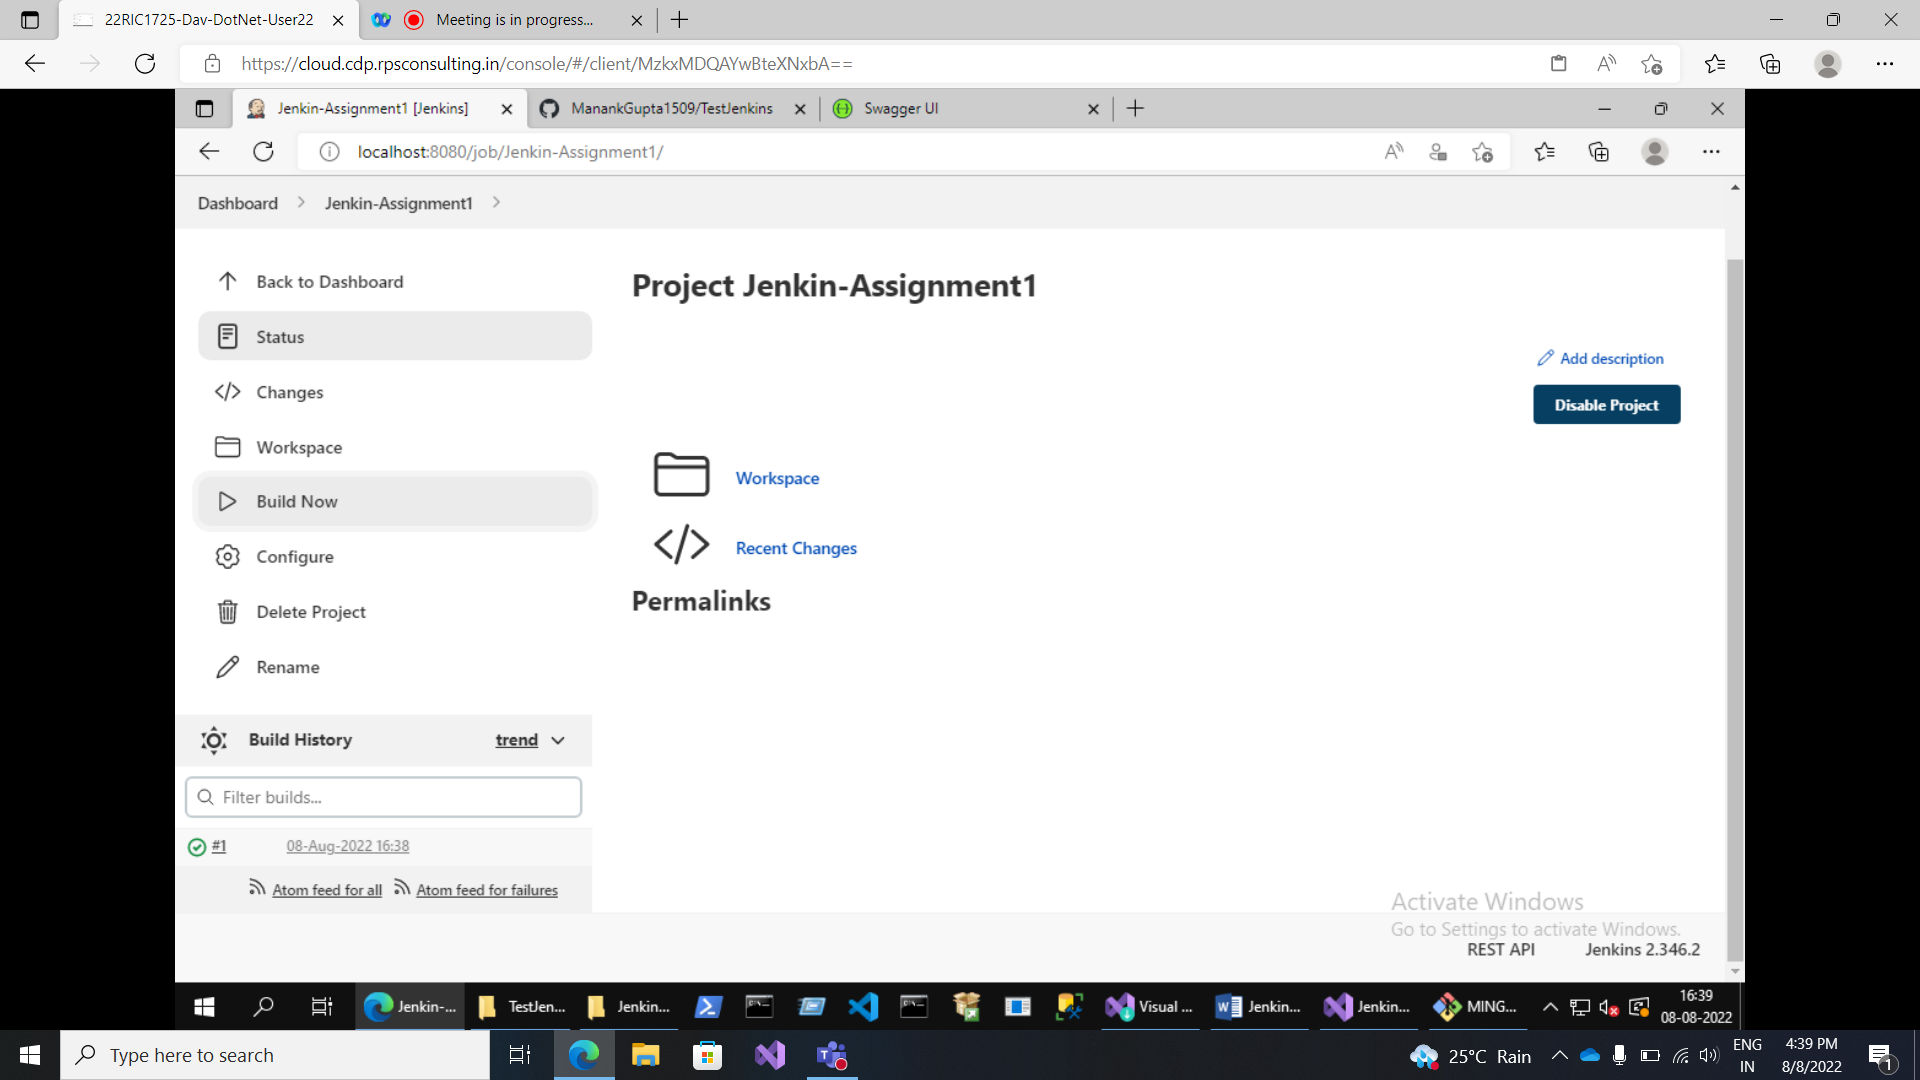 22RIC1725-Dav-DotNet-User22
Meeting is in progress...
https://cloud.cdp.rpsconsulting.in/console/#/client/MzkxMDQAYwBteXNxbA==
Jenkin-Assignment1 [Jenkins]
ManankGupta1509/TestJenkins
Swagger UI
localhost:8080/job/Jenkin-Assignment1/
Dashboard
Jenkin-Assignment1
Back to Dashboard
Status
Changes
Workspace
Build Now
Configure
Delete Project
Rename
Build History
trend
Filter builds...
#1
08-Aug-2022 16:38
Atom feed for all
Atom feed for failures
Project Jenkin-Assignment1
Add description
Disable Project
Workspace
Recent Changes
Permalinks
Activate Windows
Go to Settings to activate Windows.
REST API
Jenkins 2.346.2
Jenkin-...
TestJen...
Jenkin...
Visual ...
Jenkin...
Jenkin...
MING...
16:39
08-08-2022
Type here to search
25°C Rain
ENG
IN
4:39 PM
8/8/2022
1